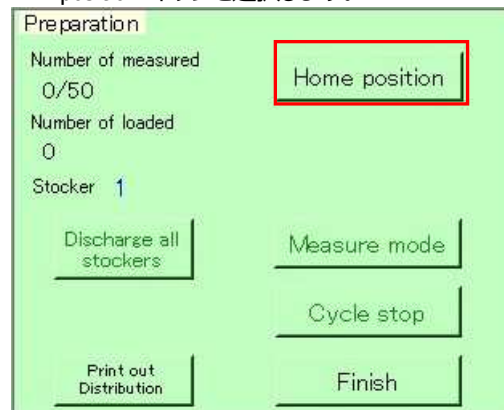 Preparation
Number of measured
0/50
Home position
Number of loaded
0
Stocker 1
Discharge all
stockers
Measure mode
Cycle stop
Print out
Distribution
Finish